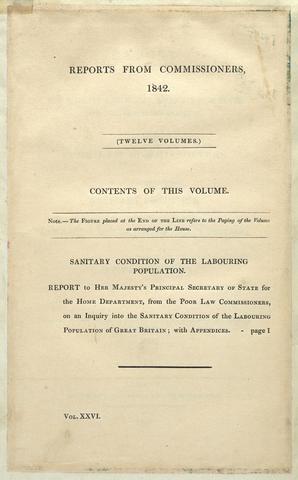 REPORTS FROM COMMISSIONERS,
1842.
(TWELVE VOLUMES.)
CONTENTS OF THIS VOLUME.
NOTE.—The FIGURE placed at the END OF THE LINE refers to the Paging of the Volume
as arranged for the House.
SANITARY CONDITION OF THE LABOURING
POPULATION.
REPORT to HER MAJESTY'S PRINCIPAL SECRETARY OF STATE for
the HOME DEPARTMENT, from the POOR LAW COMMISSIONERS,
on an Inquiry into the SANITARY CONDITION of the LABOURING
POPULATION of GREAT BRITAIN; with APPENDICES. - page 1
VOL. XXVI.